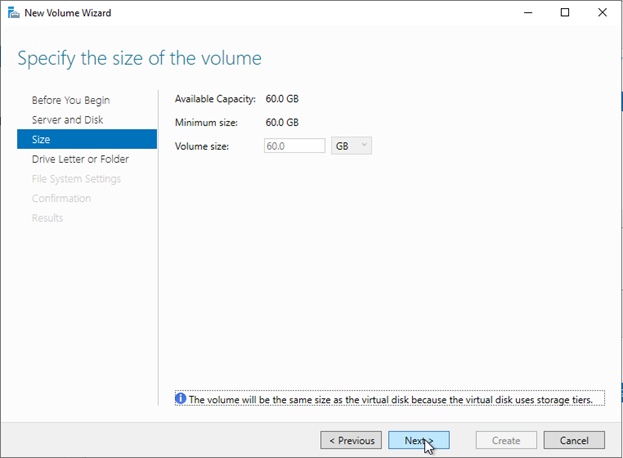 New Volume Wizard
Specify the size of the volume
Before You Begin
Server and Disk
Size
Drive Letter or Folder
File System Settings
Confirmation
Results
Available Capacity: 60.0 GB
Minimum size: 60.0 GB
Volume size: 60.0 GB
The volume will be the same size as the virtual disk because the virtual disk uses storage tiers.
< Previous Next > Create Cancel